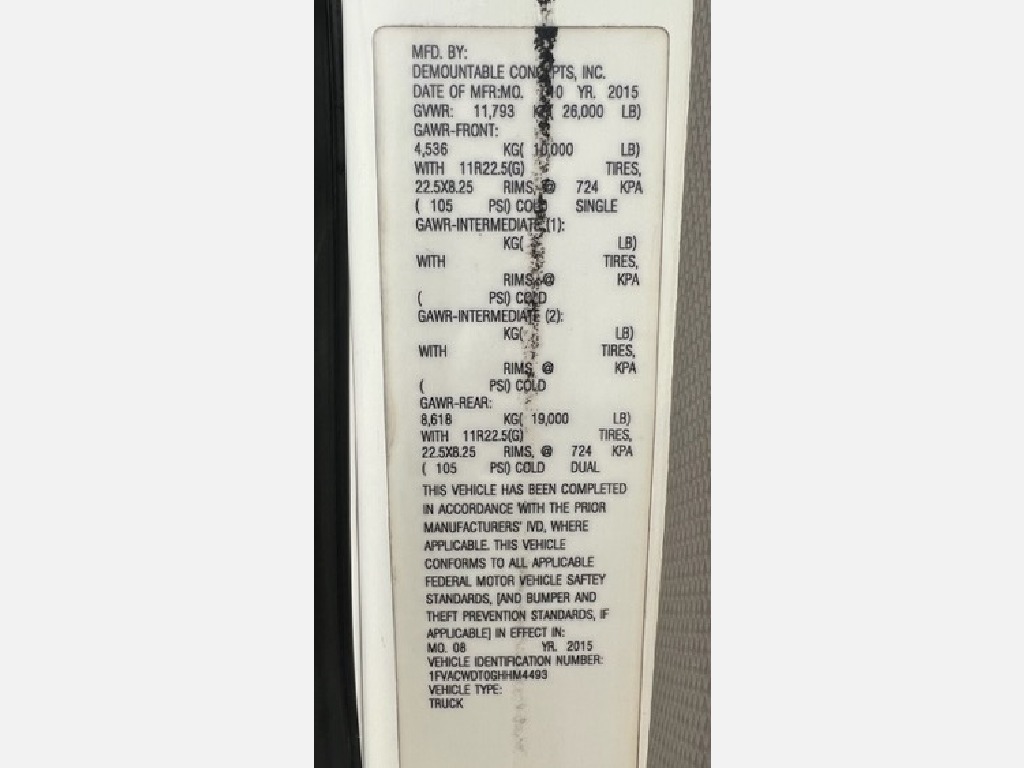 MFD. BY:
DEMOUNTABLE CONCEPTS, INC.
DATE OF MFR:MO. 10 YR. 2015
GVWR: 11,793 KG( 26,000 LB)
GAWR-FRONT:
4,536 KG( 10,000 LB)
WITH 11R22.5(G) TIRES,
22.5X8.25 RIMS, @ 724 KPA
( 105 PSI) COLD SINGLE
GAWR-INTERMEDIATE (1):
KG( LB)
WITH TIRES,
RIMS, @ KPA
( PSI) COLD
GAWR-INTERMEDIATE (2):
KG( LB)
WITH TIRES,
RIMS, @ KPA
( PSI) COLD
GAWR-REAR:
8,618 KG( 19,000 LB)
WITH 11R22.5(G) TIRES,
22.5X8.25 RIMS, @ 724 KPA
( 105 PSI) COLD DUAL
THIS VEHICLE HAS BEEN COMPLETED
IN ACCORDANCE WITH THE PRIOR
MANUFACTURERS' IVD, WHERE
APPLICABLE. THIS VEHICLE
CONFORMS TO ALL APPLICABLE
FEDERAL MOTOR VEHICLE SAFTEY
STANDARDS, [AND BUMPER AND
THEFT PREVENTION STANDARDS, IF
APPLICABLE] IN EFFECT IN:
MO. 08 YR. 2015
VEHICLE IDENTIFICATION NUMBER:
1FVACWDT0GHHM4493
VEHICLE TYPE:
TRUCK